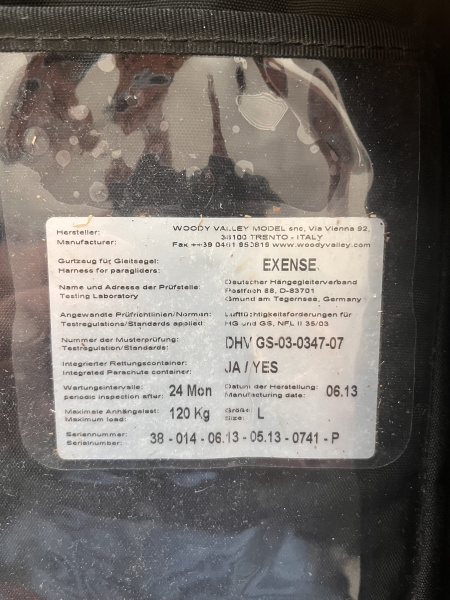 Hersteller: WOODY VALLEY MODEL snc, Via Vienna 92,
Manufacturer: 38100 TRENTO - ITALY
Fax ++39 0461 950819 www.woodyvalley.com
Gurtzeug für Gleitsegel: EXENSE
Harness for paragliders:
Name und Adresse der Prüfstelle: Deutscher Hängegleiterverband
Testing Laboratory Postfach 88, D-83701
Gmund am Tegernsee, Germany
Angewandte Prüfrichtlinien/Normen: Lufttüchtigkeitsforderungen für
Testregulations/Standards applied HG und GS, NFL II 35/03
Nummer der Musterprüfung: DHV GS-03-0347-07
Testregulation/Standards:
Integrierter Rettungscontainer: JA / YES
Integrated Parachute container:
Wartungsintervalle: 24 Mon Datum der Herstellung: 06.13
periodic inspection after: Manufacturing data:
Maximale Anhängelast: 120 Kg Größe: L
Maximum load: Size:
Seriennummer: 38 - 014 - 06.13 - 05.13 - 0741 - P
Serialnumber: